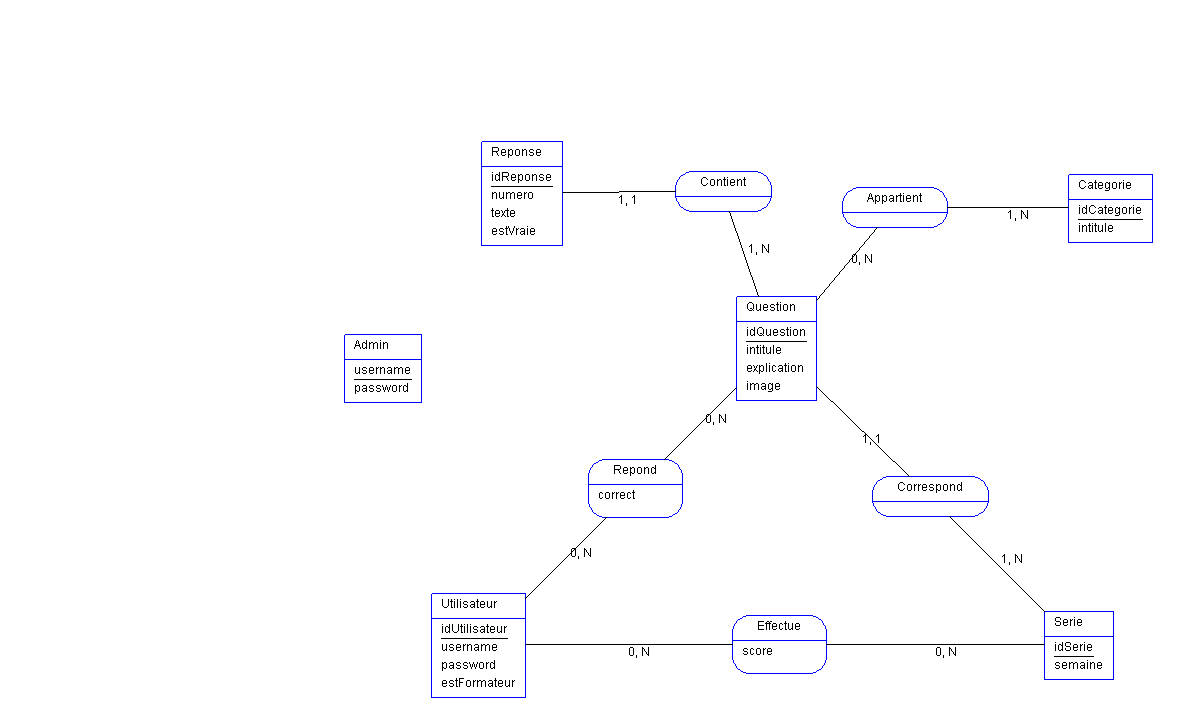 Reponse
idReponse
numero
texte
estVraie
1, 1
Contient
1, N
Appartient
0, N
1, N
Categorie
idCategorie
intitule
Question
idQuestion
intitule
explication
image
Admin
username
password
0, N
Repond
correct
0, N
1, 1
Correspond
1, N
Utilisateur
idUtilisateur
username
password
estFormateur
0, N
Effectue
score
0, N
Serie
idSerie
semaine